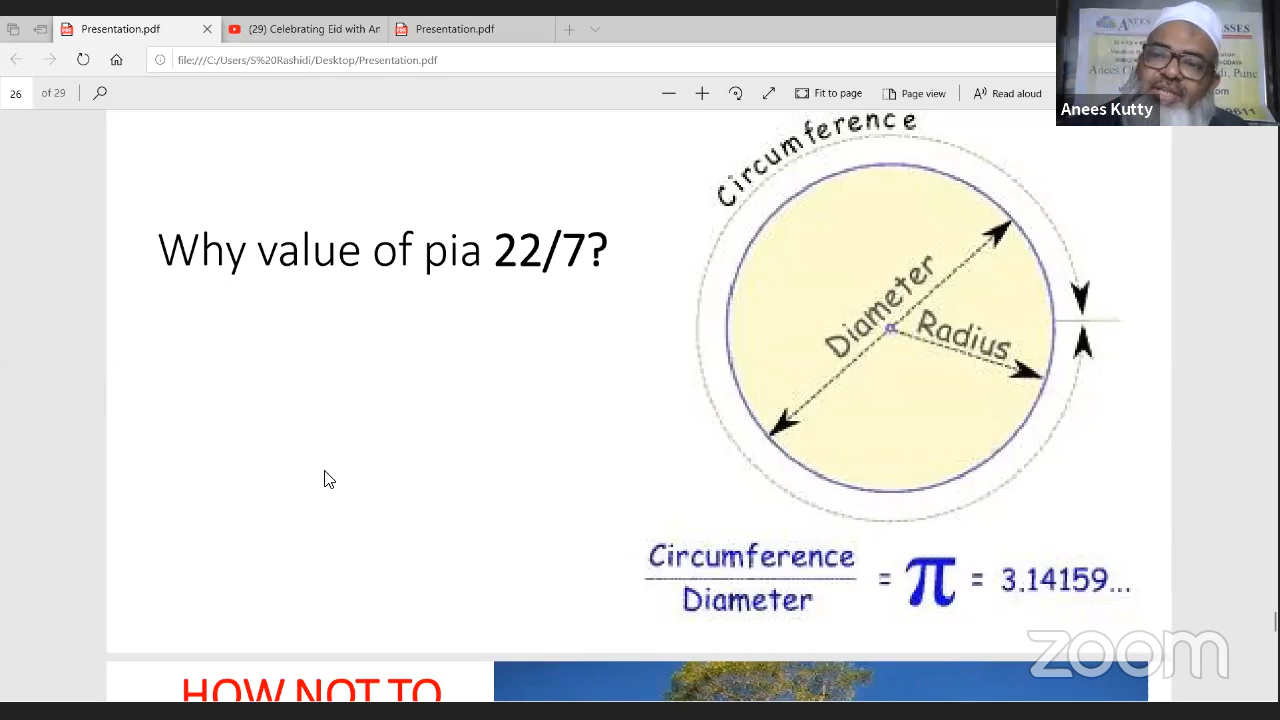 Presentation.pdf
(29) Celebrating Eid with Ar
Presentation.pdf
file:///C:/Users/S%20Rashidi/Desktop/Presentation.pdf
26 of 29
Fit to page
Page view
Read aloud
ANEES
SSES
Anees Kutty
Circumference
Why value of pia 22/7?
Diameter
Radius
Circumference
Diameter
= π = 3.14159...
zoom
HOW NOT TO